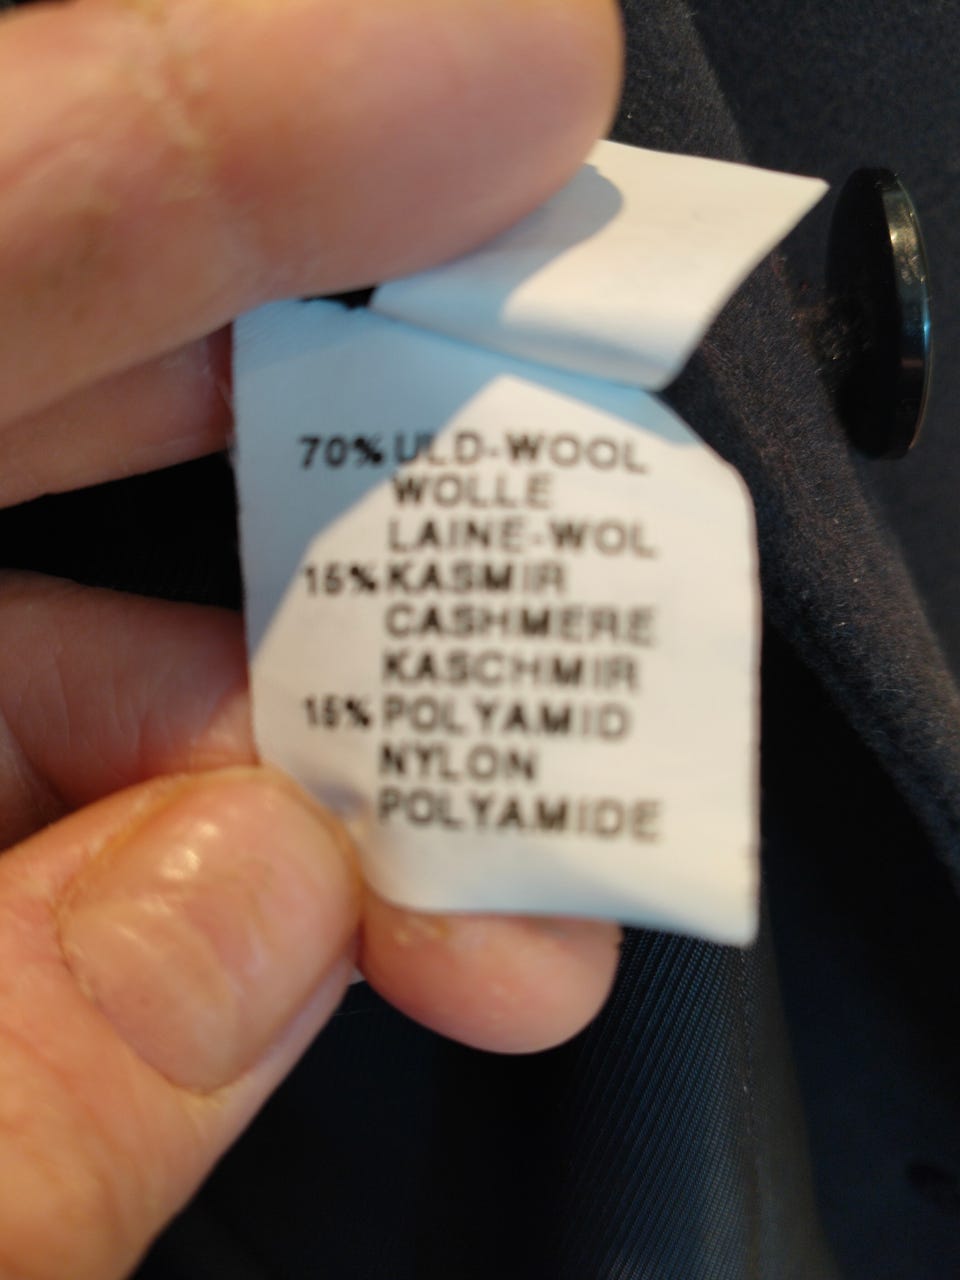 70% ULD-WOOL
WOLLE
LAINE-WOL
15% KASMIR
CASHMERE
KASCHMIR
15% POLYAMID
NYLON
POLYAMIDE